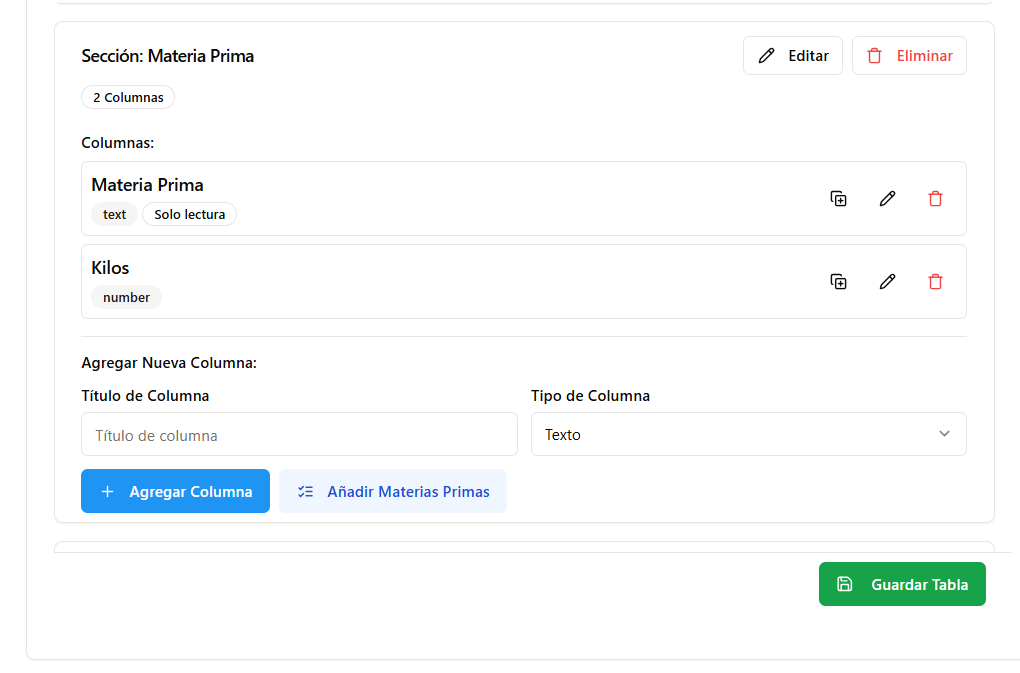 Sección: Materia Prima
Editar
Eliminar
2 Columnas
Columnas:
Materia Prima
text
Solo lectura
Kilos
number
Agregar Nueva Columna:
Título de Columna
Tipo de Columna
Título de columna
Texto
Agregar Columna
Añadir Materias Primas
Guardar Tabla